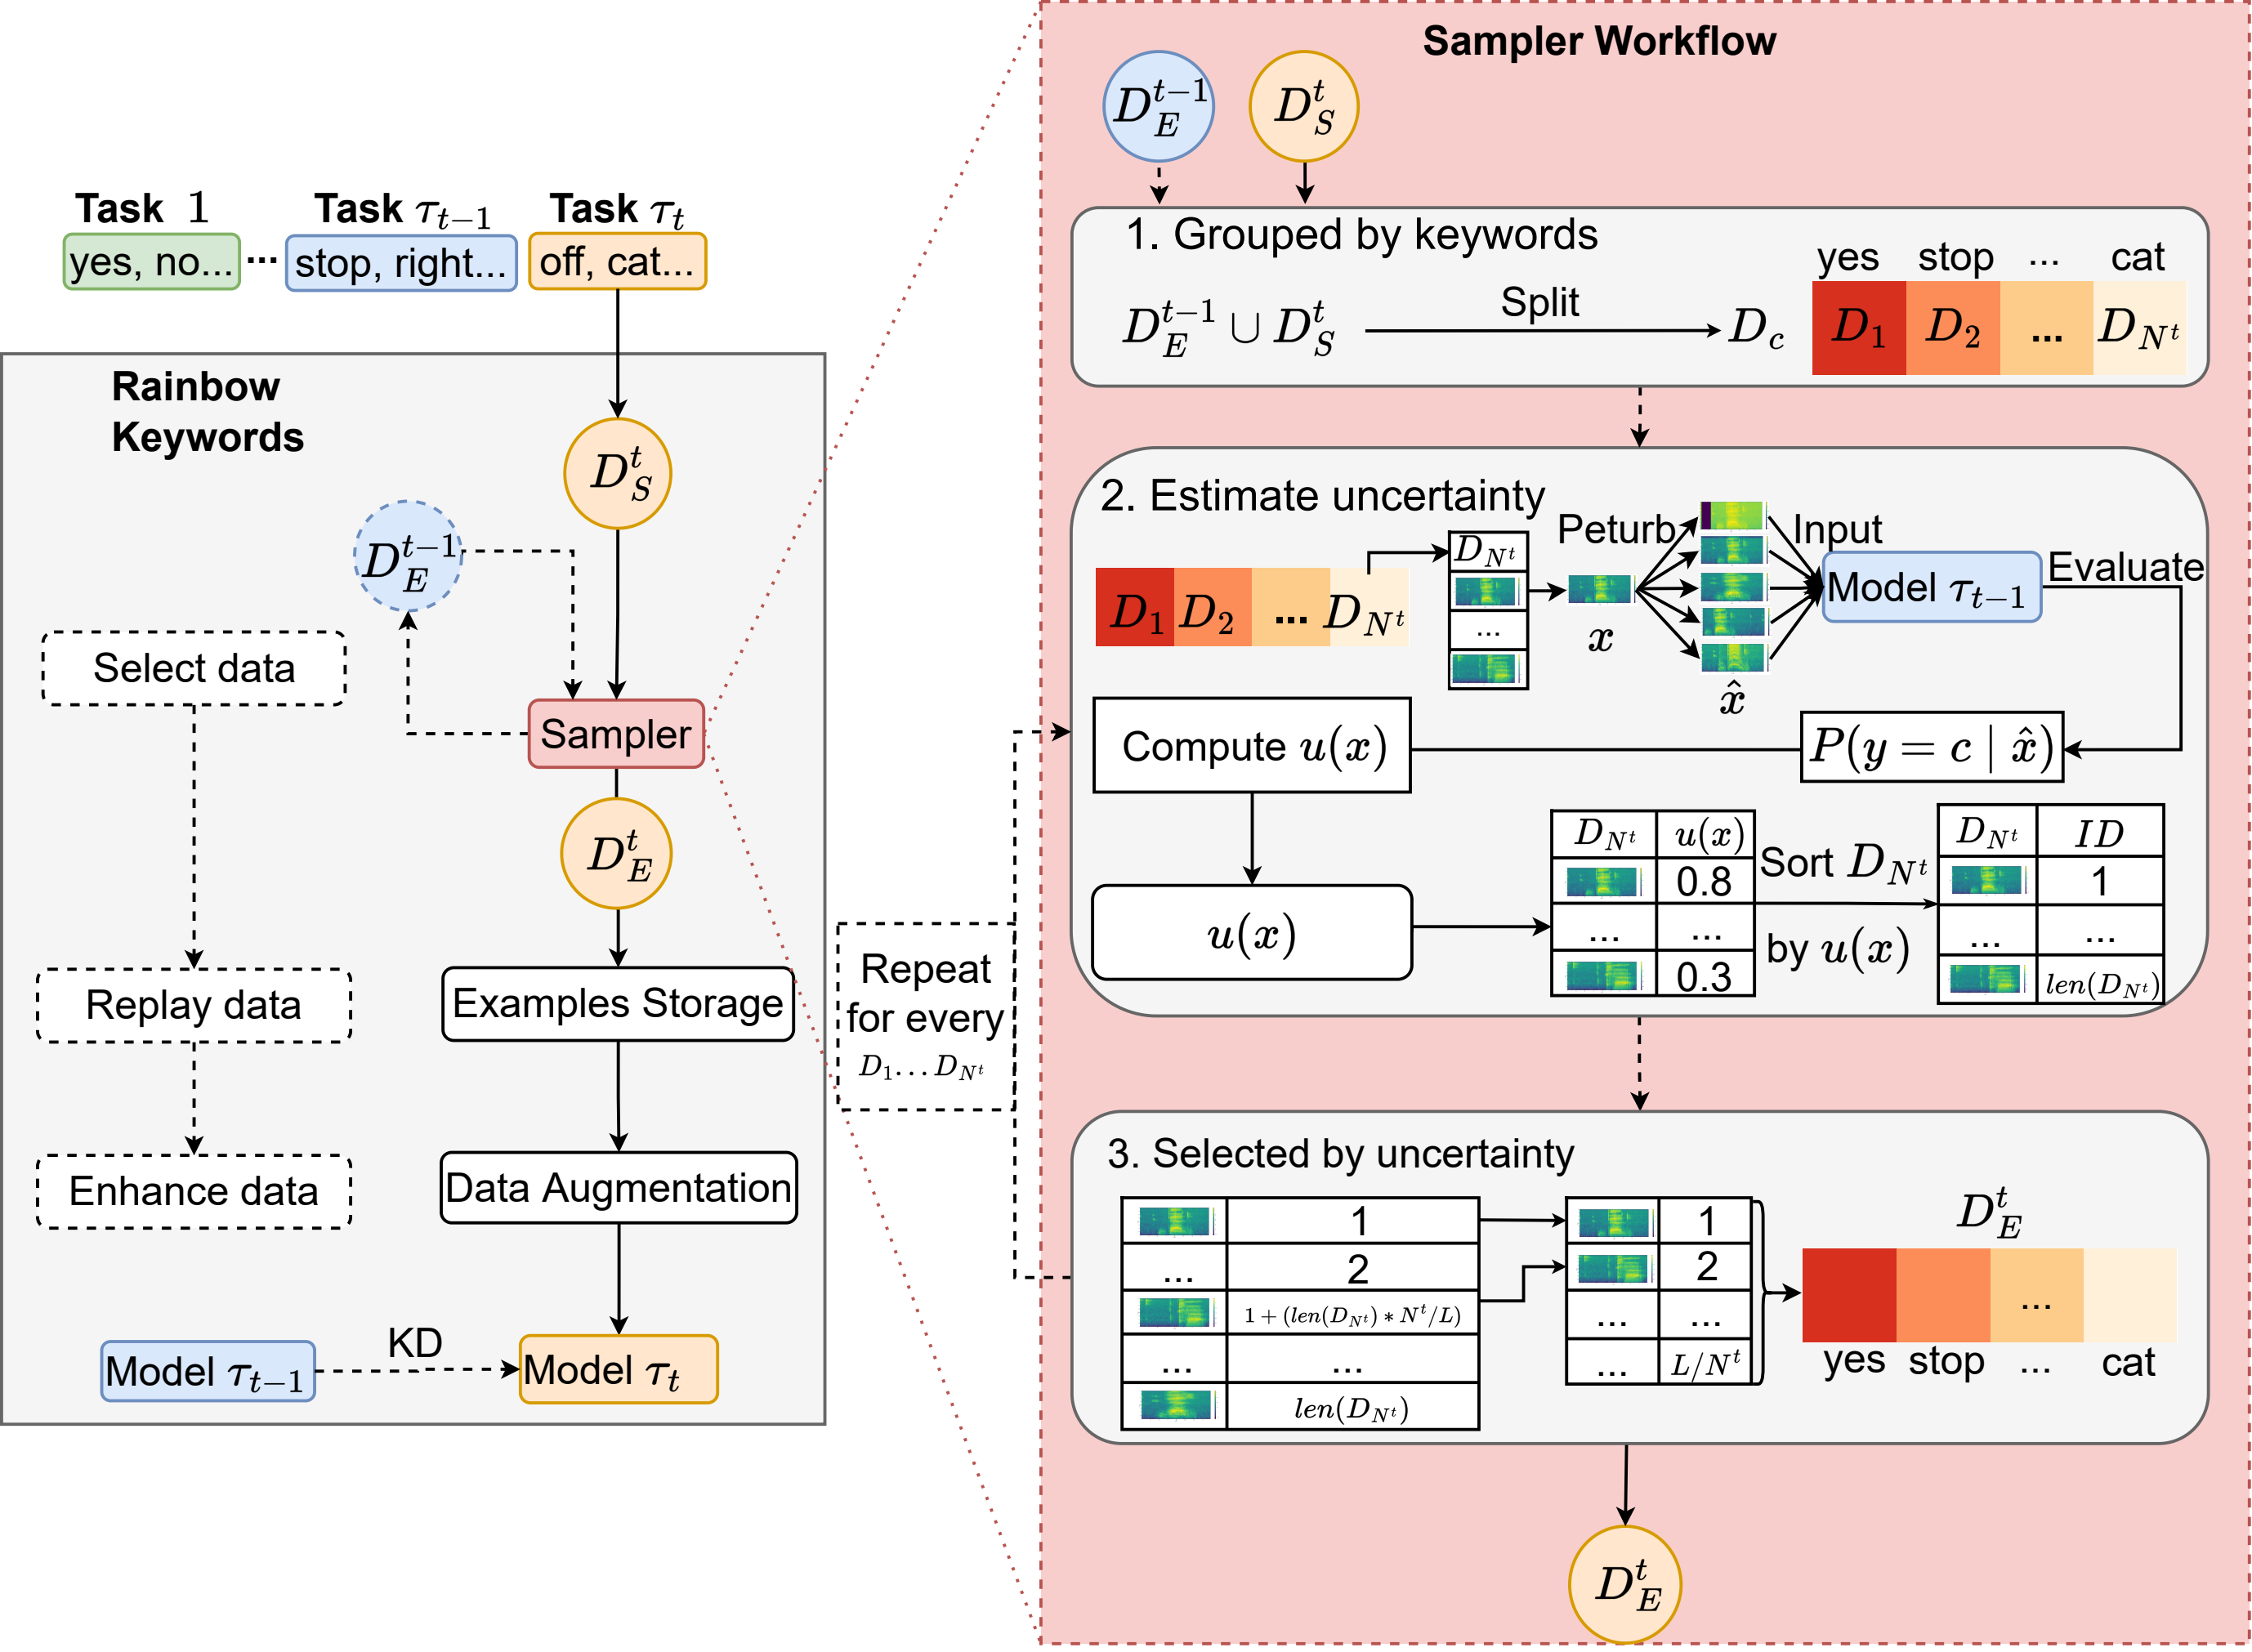 Task 1
Task τ_{t−1}
Task τ_t
yes, no...
...
stop, right...
off, cat...
Rainbow
Keywords
D_S^t
D_E^{t−1}
Select data
Sampler
D_E^t
Replay data
Examples Storage
Enhance data
Data Augmentation
Model τ_{t−1}
KD
Model τ_t
Repeat
for every
D_1...D_{N^t}
Sampler Workflow
D_E^{t−1}
D_S^t
1. Grouped by keywords
yes stop ... cat
D_E^{t−1} ∪ D_S^t
Split
D_c
D_1 D_2 ... D_{N^t}
2. Estimate uncertainty
D_1 D_2 ... D_{N^t}
D_{N^t}
...
Peturb
x
x̂
Input
Model τ_{t−1}
Evaluate
P(y = c | x̂)
Compute u(x)
u(x)
D_{N^t} u(x)
0.8
... ...
0.3
Sort D_{N^t}
by u(x)
D_{N^t} ID
1
... ...
len(D_{N^t})
3. Selected by uncertainty
1
... 2
1 + (len(D_{N^t}) * N^t/L)
... ...
len(D_{N^t})
1
2
... ...
... L/N^t
D_E^t
...
yes stop ... cat
D_E^t